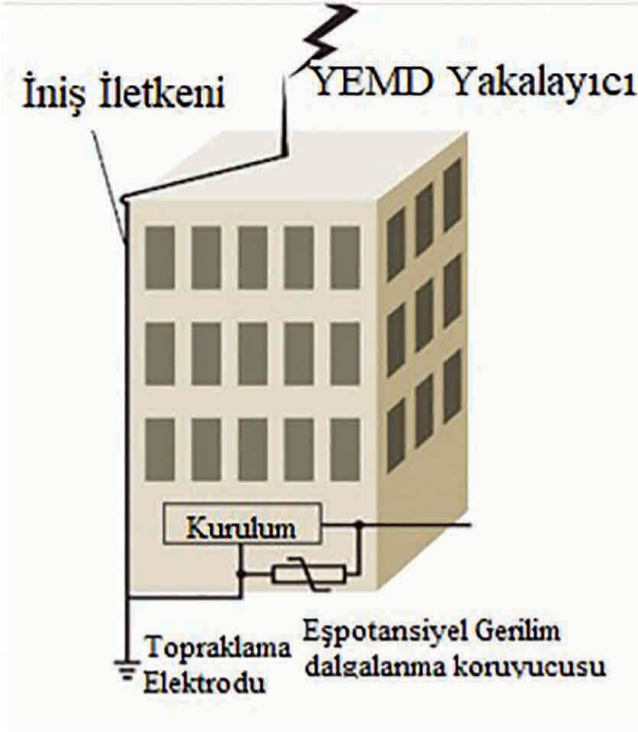 YEMD Yakalayıcı
İniş İletkeni
Kurulum
Topraklama
Elektrodu
Eşpotansiyel Gerilim
dalgalanma koruyucusu